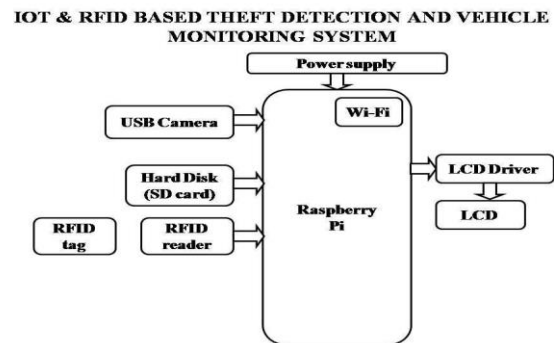 IOT & RFID BASED THEFT DETECTION AND VEHICLE
MONITORING SYSTEM
Power supply
Wi-Fi
USB Camera
LCD Driver
Hard Disk
(SD card)
LCD
Raspberry
Pi
RFID
tag
RFID
reader